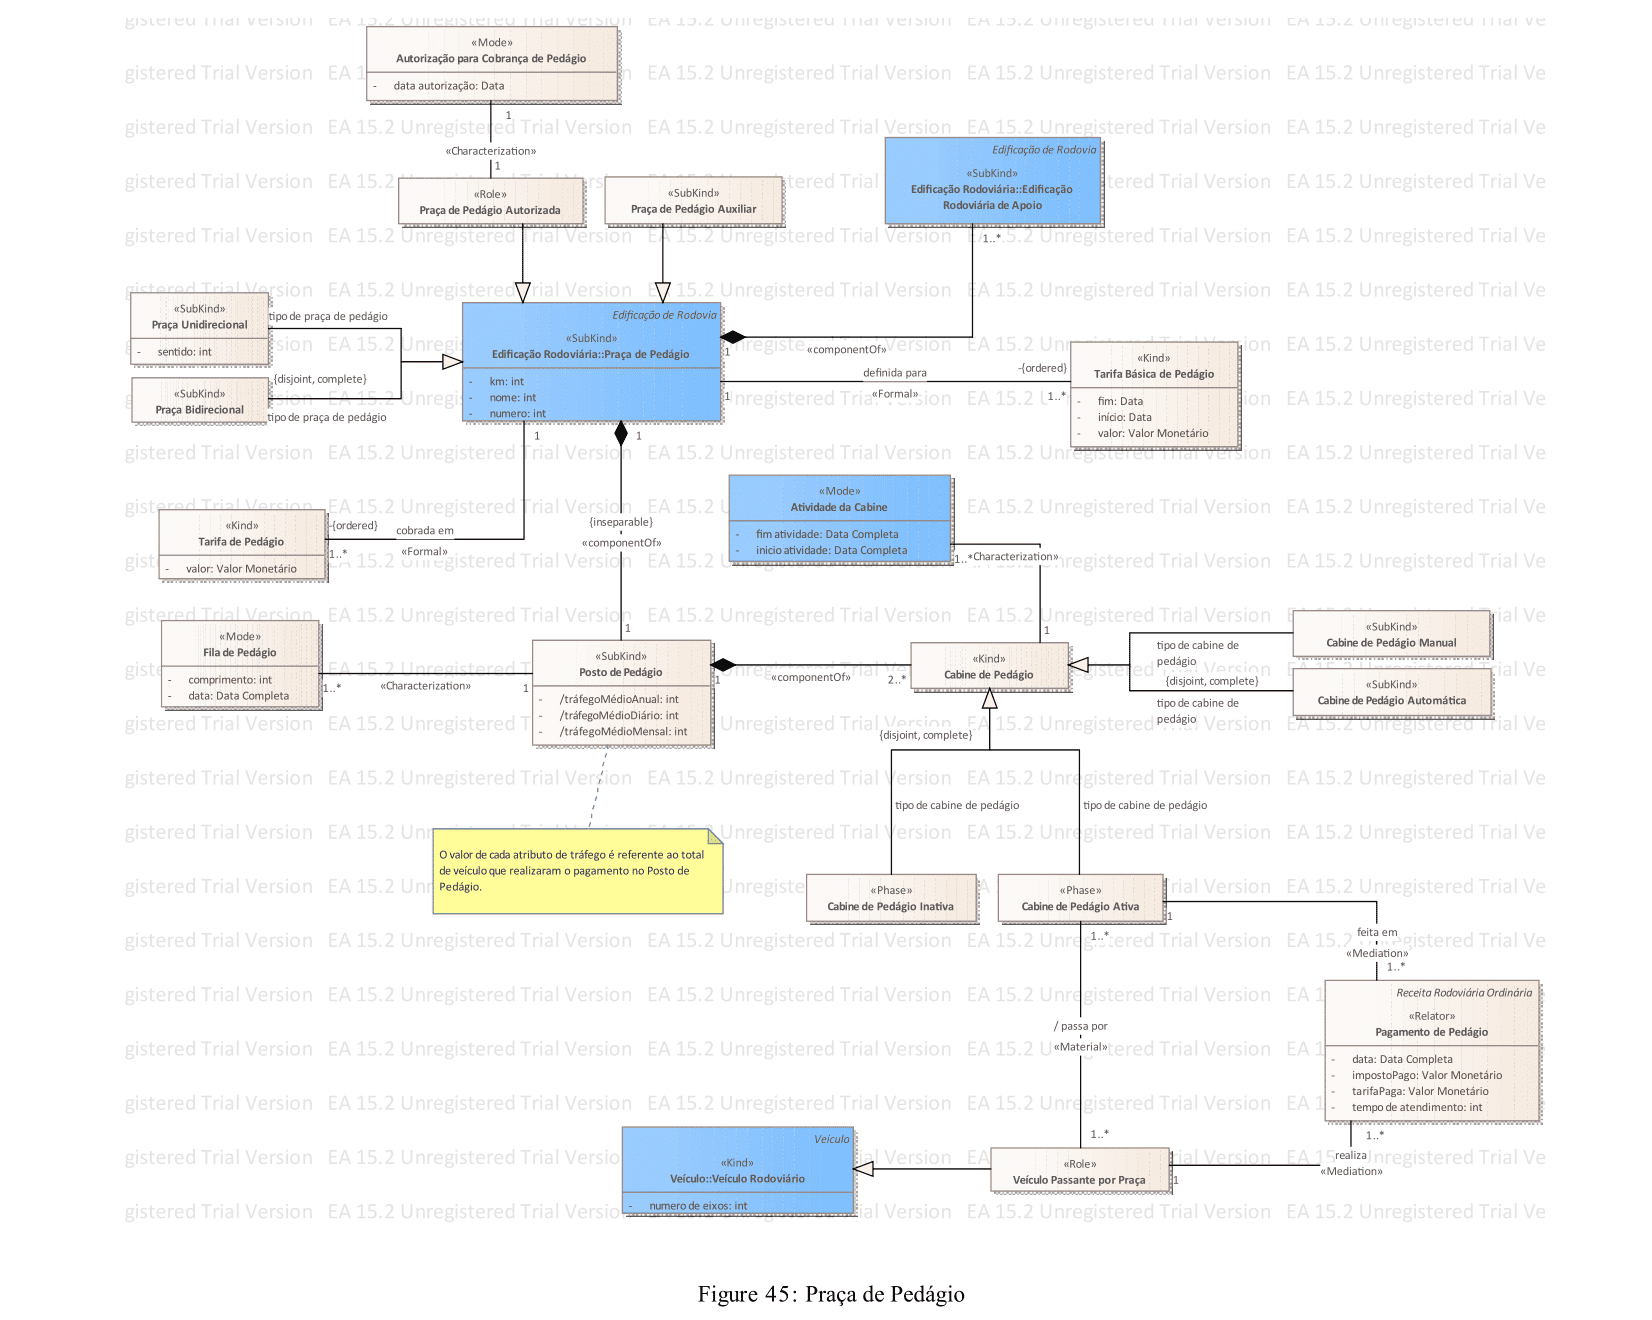 «Mode»
Autorização para Cobrança de Pedágio
- data autorização: Data
1
«Characterization»
1
«Role»
Praça de Pedágio Autorizada
«SubKind»
Praça de Pedágio Auxiliar
Edificação de Rodovia
«SubKind»
Edificação Rodoviária::Edificação
Rodoviária de Apoio
1..*
«SubKind»
Praça Unidirecional
- sentido: int
tipo de praça de pedágio
{disjoint, complete}
«SubKind»
Praça Bidirecional
tipo de praça de pedágio
Edificação de Rodovia
«SubKind»
Edificação Rodoviária::Praça de Pedágio
- km: int
- nome: int
- numero: int
1
«componentOf»
definida para
«Formal»
1
-{ordered}
1..*
«Kind»
Tarifa Básica de Pedágio
- fim: Data
- início: Data
- valor: Valor Monetário
1
1
«Kind»
Tarifa de Pedágio
- valor: Valor Monetário
-{ordered}
1..*
cobrada em
«Formal»
{inseparable}
«componentOf»
1
«Mode»
Atividade da Cabine
- fim atividade: Data Completa
- inicio atividade: Data Completa
1..*
Characterization»
1
«Mode»
Fila de Pedágio
- comprimento: int
- data: Data Completa
1..*
«Characterization»
1
«SubKind»
Posto de Pedágio
- /tráfegoMédioAnual: int
- /tráfegoMédioDiário: int
- /tráfegoMédioMensal: int
1
«componentOf»
2..*
«Kind»
Cabine de Pedágio
tipo de cabine de
pedágio
{disjoint, complete}
tipo de cabine de
pedágio
«SubKind»
Cabine de Pedágio Manual
«SubKind»
Cabine de Pedágio Automática
{disjoint, complete}
tipo de cabine de pedágio
tipo de cabine de pedágio
O valor de cada atributo de tráfego é referente ao total
de veículo que realizaram o pagamento no Posto de
Pedágio.
«Phase»
Cabine de Pedágio Inativa
«Phase»
Cabine de Pedágio Ativa
1
1..*
feita em
«Mediation»
1..*
Receita Rodoviária Ordinária
«Relator»
Pagamento de Pedágio
- data: Data Completa
- impostoPago: Valor Monetário
- tarifaPaga: Valor Monetário
- tempo de atendimento: int
/ passa por
«Material»
1..*
1..*
realiza
«Mediation»
1
Veículo
«Kind»
Veículo::Veículo Rodoviário
- numero de eixos: int
«Role»
Veículo Passante por Praça
Figure 45: Praça de Pedágio